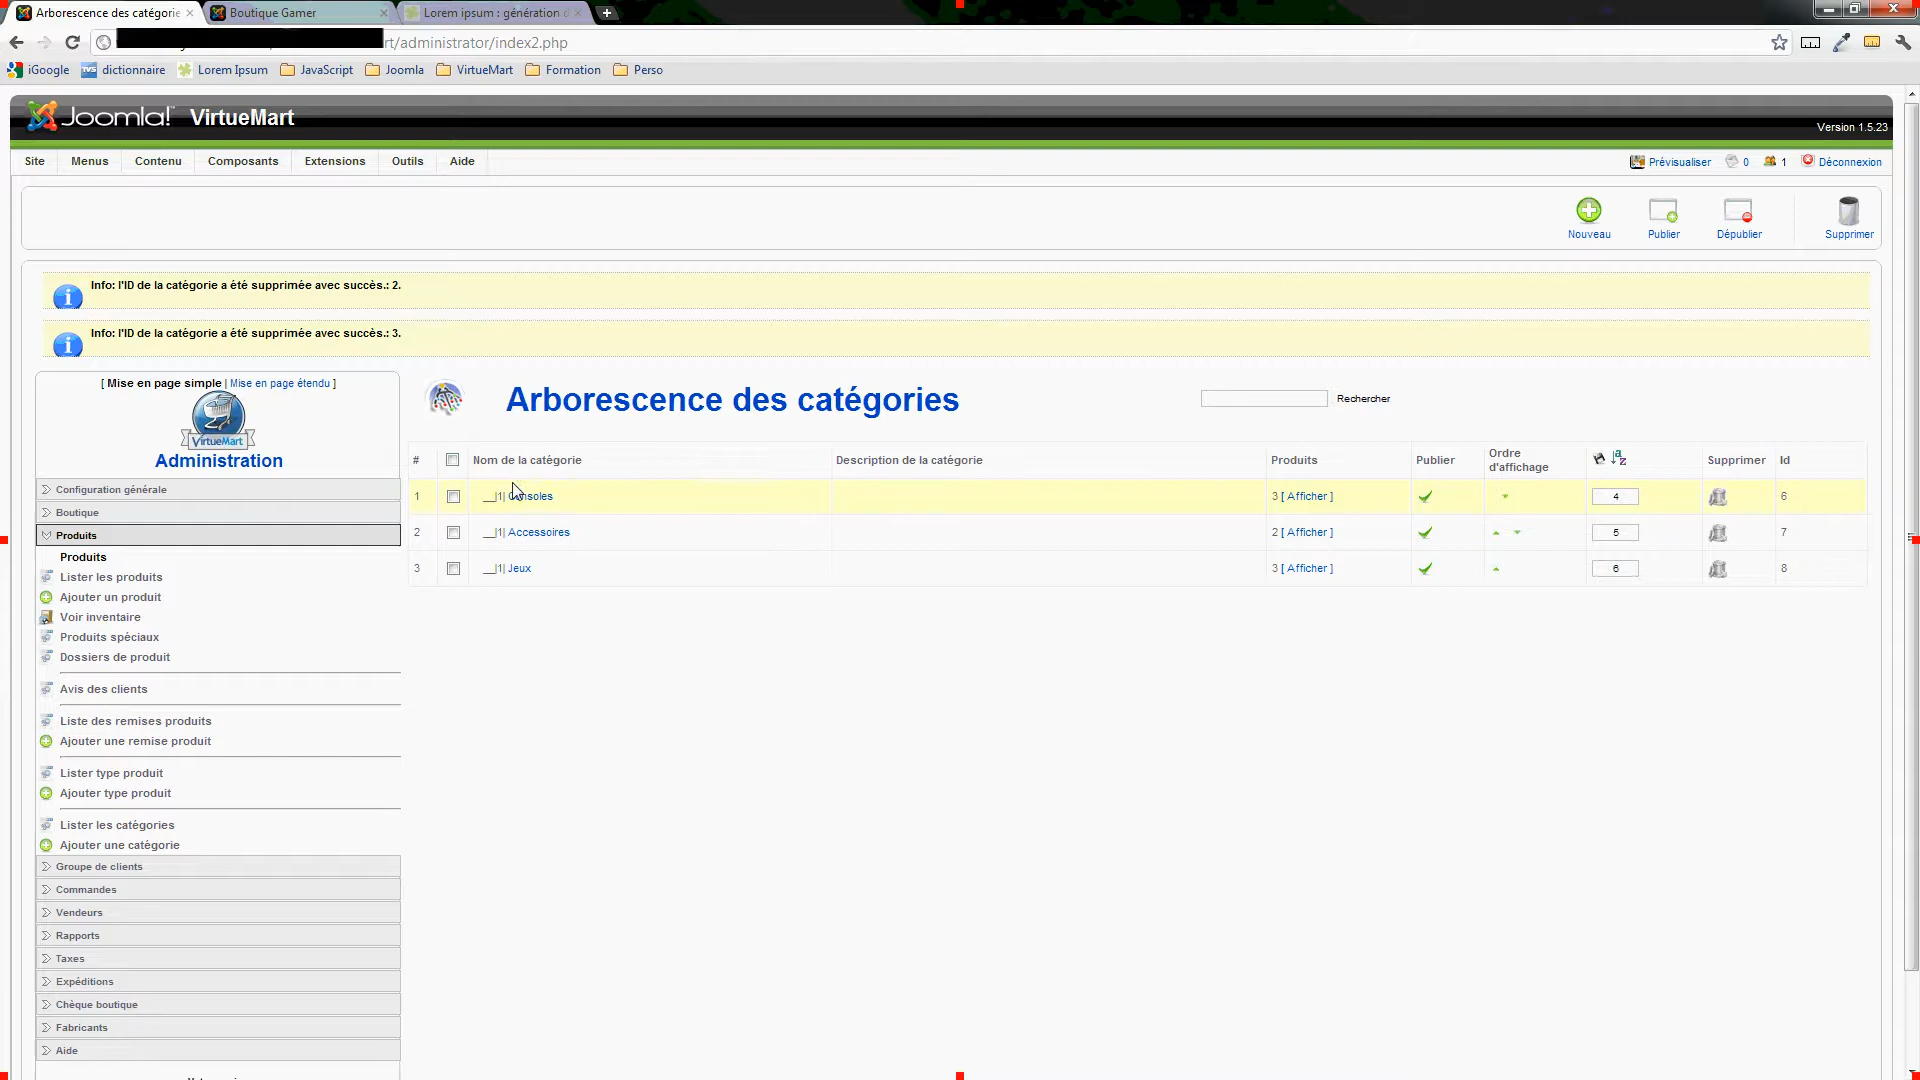 Arborescence des catégorie
Boutique Gamer
Lorem ipsum : génération d
rt/administrator/index2.php
iGoogle dictionnaire Lorem Ipsum JavaScript Joomla VirtueMart Formation Perso
Joomla! VirtueMart
Version 1.5.23
Site Menus Contenu Composants Extensions Outils Aide
Prévisualiser 0 1 Déconnexion
Nouveau Publier Dépublier Supprimer
Info: l'ID de la catégorie a été supprimée avec succès.: 2.
Info: l'ID de la catégorie a été supprimée avec succès.: 3.
[ Mise en page simple | Mise en page étendu ]
VirtueMart
Administration
Configuration générale
Boutique
Produits
Produits
Lister les produits
Ajouter un produit
Voir inventaire
Produits spéciaux
Dossiers de produit
Avis des clients
Liste des remises produits
Ajouter une remise produit
Lister type produit
Ajouter type produit
Lister les catégories
Ajouter une catégorie
Groupe de clients
Commandes
Vendeurs
Rapports
Taxes
Expéditions
Chèque boutique
Fabricants
Aide
Arborescence des catégories
Rechercher
# Nom de la catégorie Description de la catégorie Produits Publier Ordre d'affichage Supprimer Id
1 __|1| Consoles 3 [ Afficher ] 4 6
2 __|1| Accessoires 2 [ Afficher ] 5 7
3 __|1| Jeux 3 [ Afficher ] 6 8